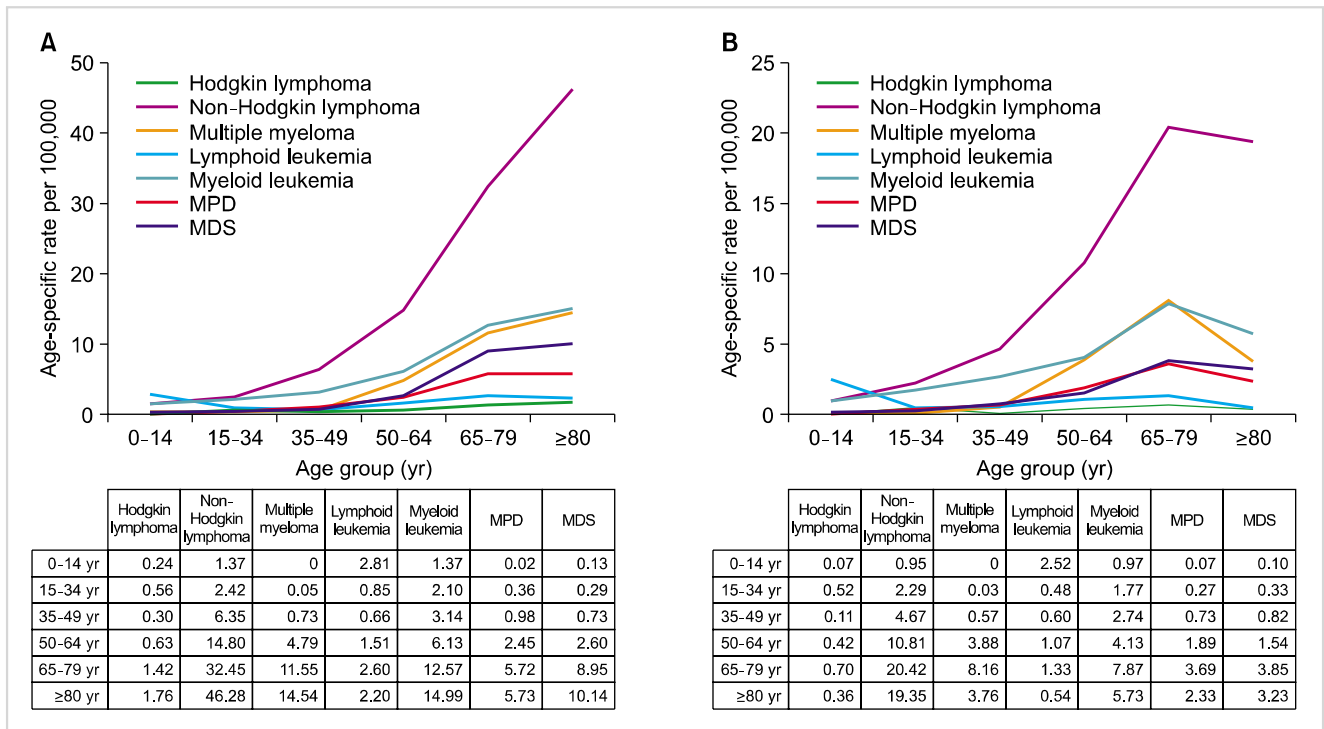 A
50
40
30
20
10
0
Age-specific rate per 100,000
Hodgkin lymphoma
Non-Hodgkin lymphoma
Multiple myeloma
Lymphoid leukemia
Myeloid leukemia
MPD
MDS
0-14 15-34 35-49 50-64 65-79 ≥80
Age group (yr)
Hodgkin lymphoma Non-Hodgkin lymphoma Multiple myeloma Lymphoid leukemia Myeloid leukemia MPD MDS
0-14 yr 0.24 1.37 0 2.81 1.37 0.02 0.13
15-34 yr 0.56 2.42 0.05 0.85 2.10 0.36 0.29
35-49 yr 0.30 6.35 0.73 0.66 3.14 0.98 0.73
50-64 yr 0.63 14.80 4.79 1.51 6.13 2.45 2.60
65-79 yr 1.42 32.45 11.55 2.60 12.57 5.72 8.95
≥80 yr 1.76 46.28 14.54 2.20 14.99 5.73 10.14
B
25
20
15
10
5
0
Age-specific rate per 100,000
Hodgkin lymphoma
Non-Hodgkin lymphoma
Multiple myeloma
Lymphoid leukemia
Myeloid leukemia
MPD
MDS
0-14 15-34 35-49 50-64 65-79 ≥80
Age group (yr)
Hodgkin lymphoma Non-Hodgkin lymphoma Multiple myeloma Lymphoid leukemia Myeloid leukemia MPD MDS
0-14 yr 0.07 0.95 0 2.52 0.97 0.07 0.10
15-34 yr 0.52 2.29 0.03 0.48 1.77 0.27 0.33
35-49 yr 0.11 4.67 0.57 0.60 2.74 0.73 0.82
50-64 yr 0.42 10.81 3.88 1.07 4.13 1.89 1.54
65-79 yr 0.70 20.42 8.16 1.33 7.87 3.69 3.85
≥80 yr 0.36 19.35 3.76 0.54 5.73 2.33 3.23